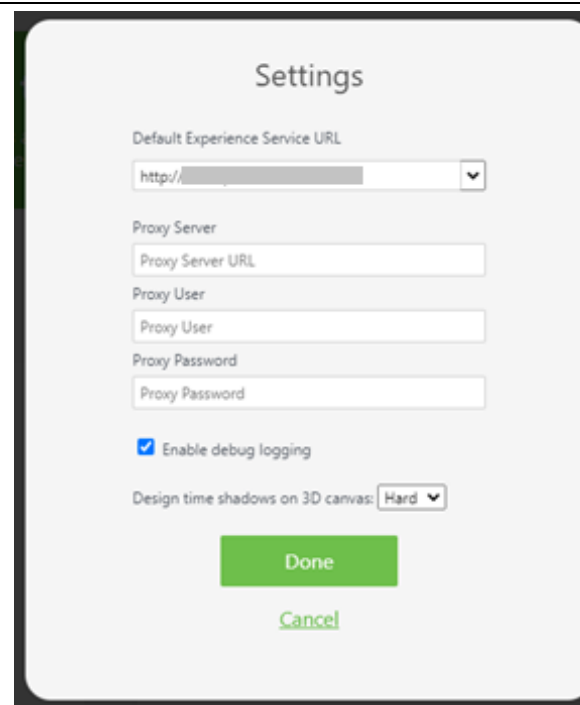 Settings
Default Experience Service URL
http://
Proxy Server
Proxy Server URL
Proxy User
Proxy User
Proxy Password
Proxy Password
Enable debug logging
Design time shadows on 3D canvas: Hard
Done
Cancel